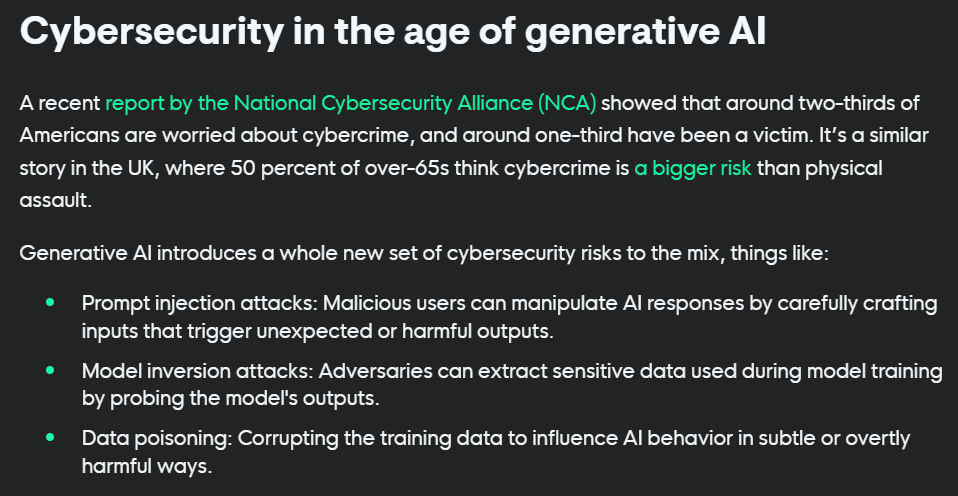 Cybersecurity in the age of generative AI
A recent report by the National Cybersecurity Alliance (NCA) showed that around two-thirds of
Americans are worried about cybercrime, and around one-third have been a victim. It’s a similar
story in the UK, where 50 percent of over-65s think cybercrime is a bigger risk than physical
assault.
Generative AI introduces a whole new set of cybersecurity risks to the mix, things like:
Prompt injection attacks: Malicious users can manipulate AI responses by carefully crafting
inputs that trigger unexpected or harmful outputs.
Model inversion attacks: Adversaries can extract sensitive data used during model training
by probing the model's outputs.
Data poisoning: Corrupting the training data to influence AI behavior in subtle or overtly
harmful ways.